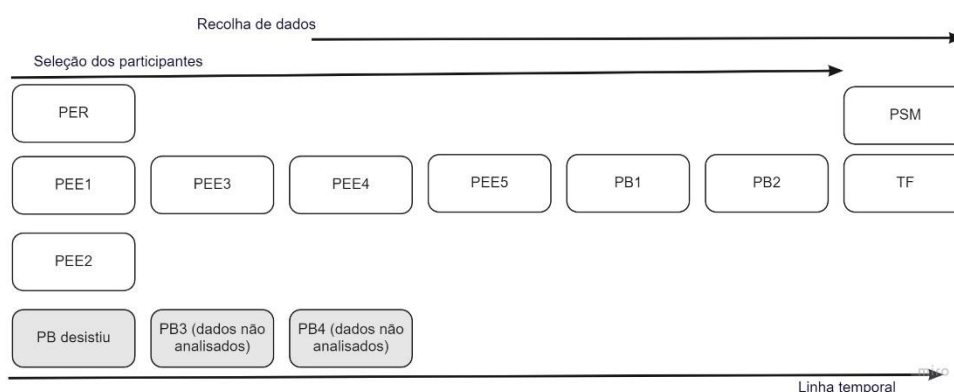 Recolha de dados
Seleção dos participantes
PER
PSM
PEE1
PEE3
PEE4
PEE5
PB1
PB2
TF
PEE2
PB desistiu
PB3 (dados não
analisados)
PB4 (dados não
analisados)
miro
Linha temporal